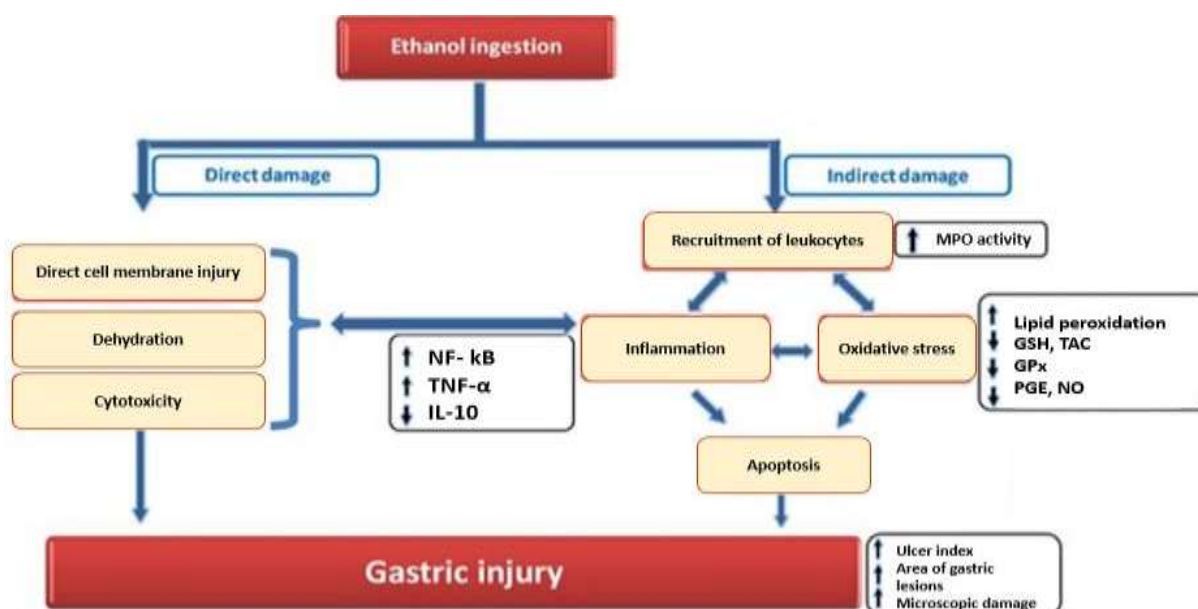 Ethanol ingestion
Direct damage
Indirect damage
Recruitment of leukocytes
↑ MPO activity
Direct cell membrane injury
Dehydration
Cytotoxicity
↑ NF- kB
↑ TNF-α
↓ IL-10
Inflammation
Oxidative stress
↑ Lipid peroxidation
↓ GSH, TAC
↓ GPx
↓ PGE, NO
Apoptosis
Gastric injury
↑ Ulcer index
↑ Area of gastric
lesions
↑ Microscopic damage